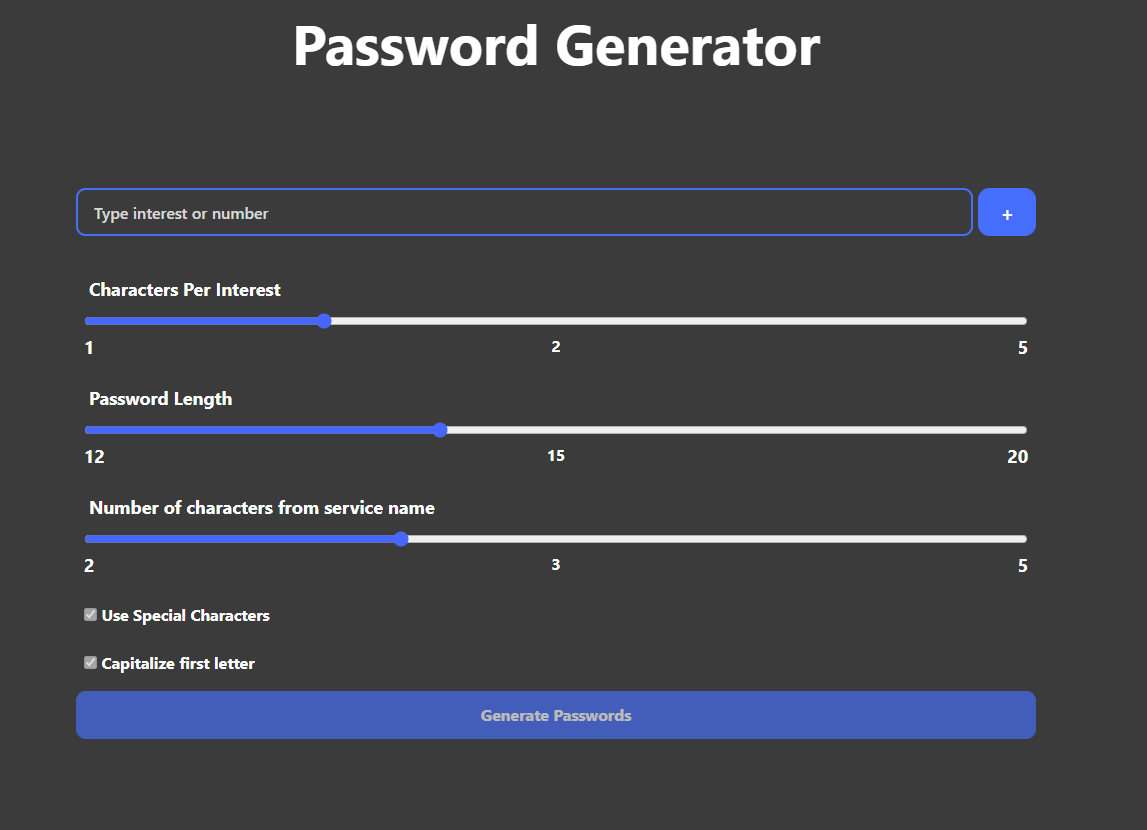 Password Generator
Type interest or number
+
Characters Per Interest
1 2 5
Password Length
12 15 20
Number of characters from service name
2 3 5
Use Special Characters
Capitalize first letter
Generate Passwords